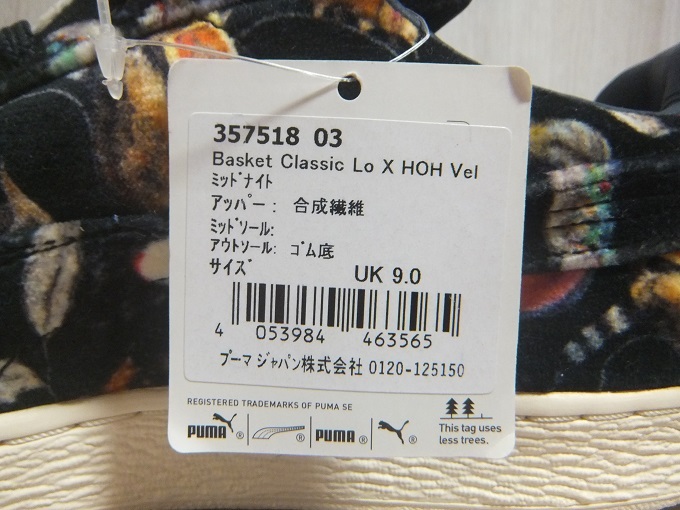 357518 03
Basket Classic Lo X HOH Vel
ﾐｯﾄﾞﾅｲﾄ
アッパー： 合成繊維
ﾐｯﾄﾞｿｰﾙ:
ｱｳﾄｿｰﾙ: ｺﾞﾑ底
サイズ
UK 9.0
4 053984 463565
プーマ ジャパン株式会社 0120-125150
REGISTERED TRADEMARKS OF PUMA SE
PUMA® ® PUMA® ®
This tag uses
less trees.